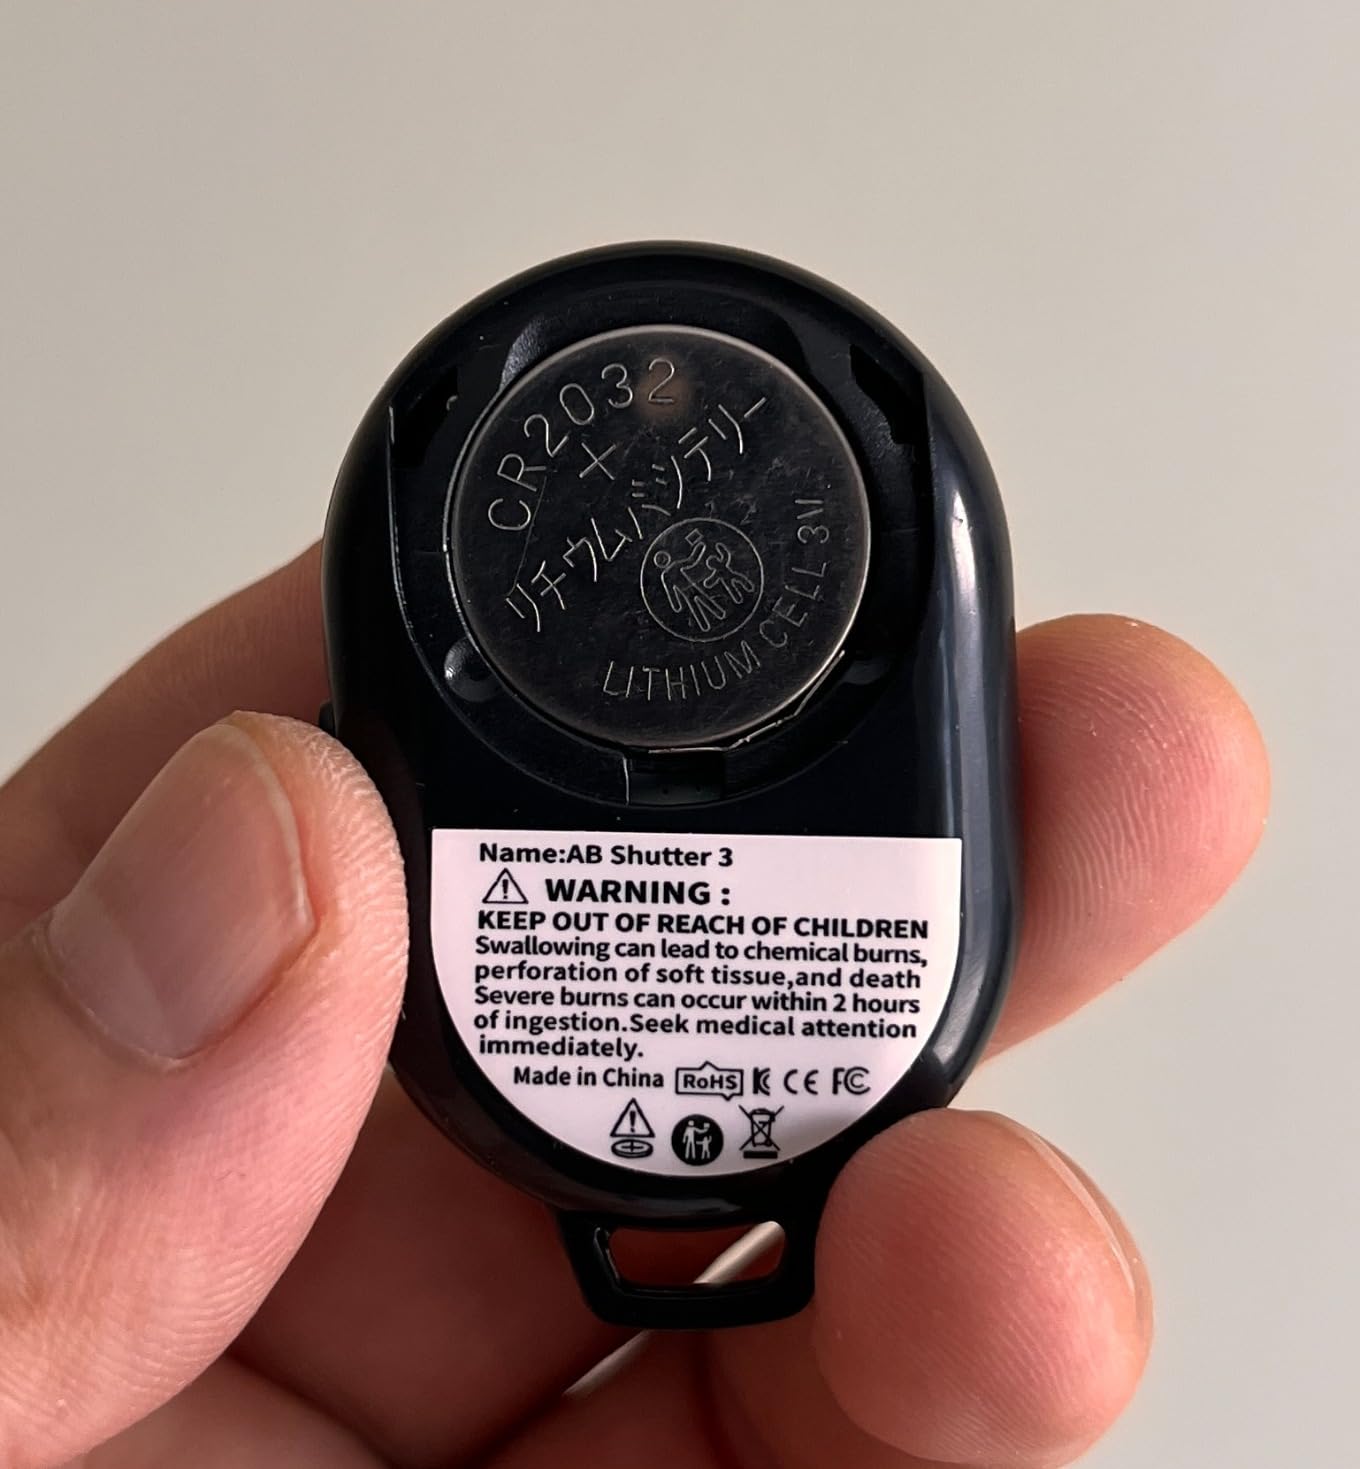 CR2032
+
リチウムバッテリー
LITHIUM CELL 3V
Name:AB Shutter 3
WARNING :
KEEP OUT OF REACH OF CHILDREN
Swallowing can lead to chemical burns,
perforation of soft tissue,and death
Severe burns can occur within 2 hours
of ingestion.Seek medical attention
immediately.
Made in China RoHS CE FC